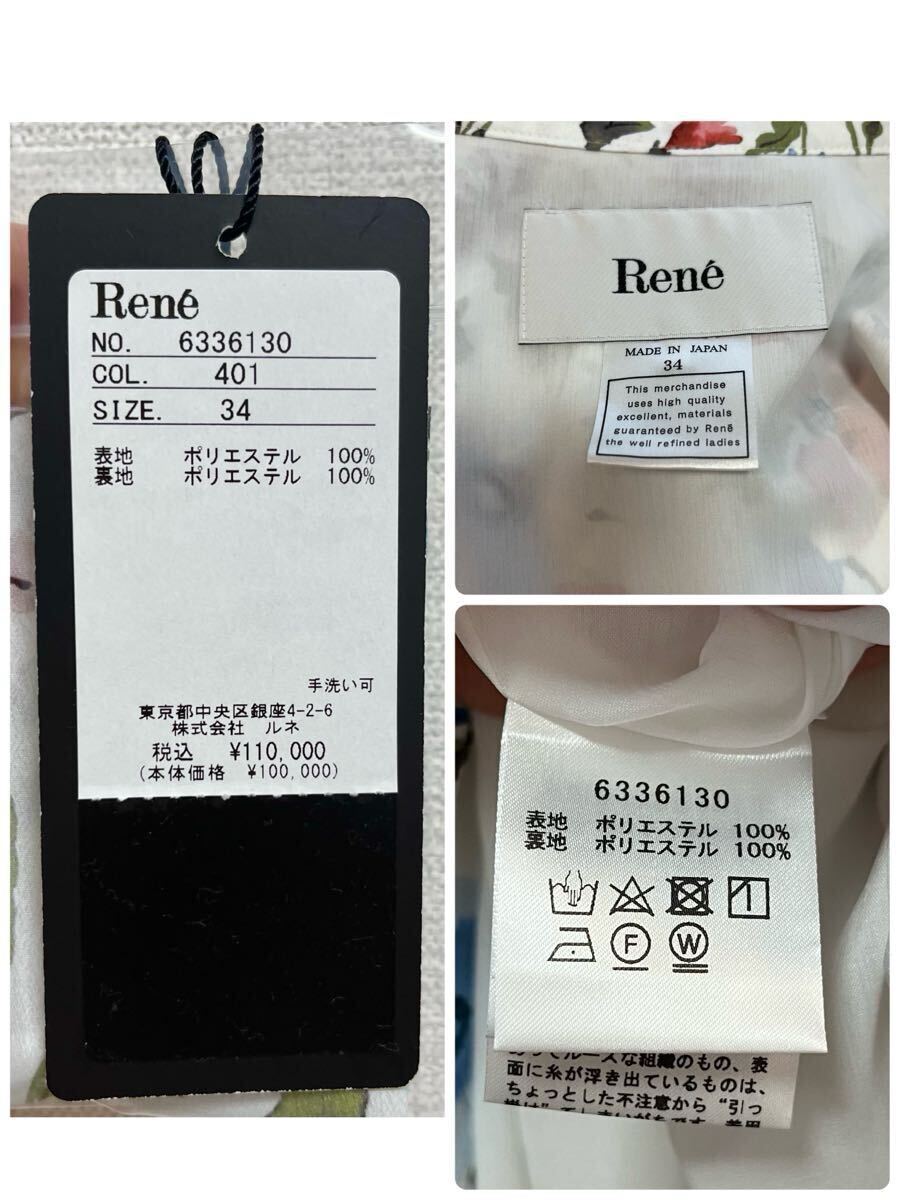 René
NO. 6336130
COL. 401
SIZE. 34
表地 ポリエステル 100%
裏地 ポリエステル 100%
手洗い可
東京都中央区銀座4-2-6
株式会社 ルネ
税込 ¥110,000
(本体価格 ¥100,000)
René
MADE IN JAPAN
34
This merchandise
uses high quality
excellent, materials
guaranteed by René
the well refined ladies
6336130
表地 ポリエステル 100%
裏地 ポリエステル 100%
F W
ルーズな組織のもの、表
面に糸が浮き出ているものは、
ちょっとした不注意から“引っ